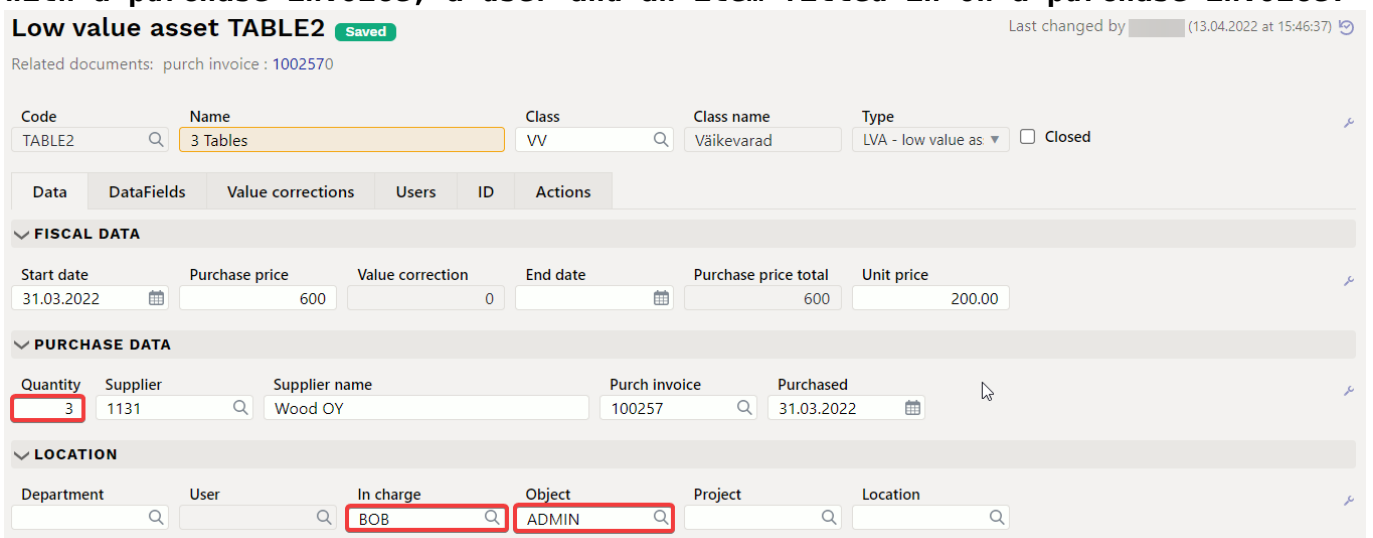 Low value asset TABLE2 Saved Last changed by (13.04.2022 at 15:46:37)
Related documents: purch invoice : 1002570
Code Name Class Class name Type
TABLE2 3 Tables VV Väikevarad LVA - low value as: Closed
Data DataFields Value corrections Users ID Actions
FISCAL DATA
Start date Purchase price Value correction End date Purchase price total Unit price
31.03.2022 600 0 600 200.00
PURCHASE DATA
Quantity Supplier Supplier name Purch invoice Purchased
3 1131 Wood OY 100257 31.03.2022
LOCATION
Department User In charge Object Project Location
BOB ADMIN